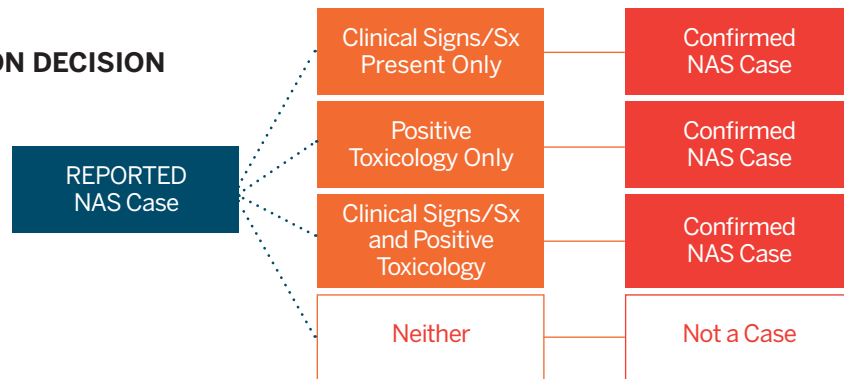 ON DECISION
REPORTED
NAS Case
Clinical Signs/Sx
Present Only
Confirmed
NAS Case
Positive
Toxicology Only
Confirmed
NAS Case
Clinical Signs/Sx
and Positive
Toxicology
Confirmed
NAS Case
Neither
Not a Case